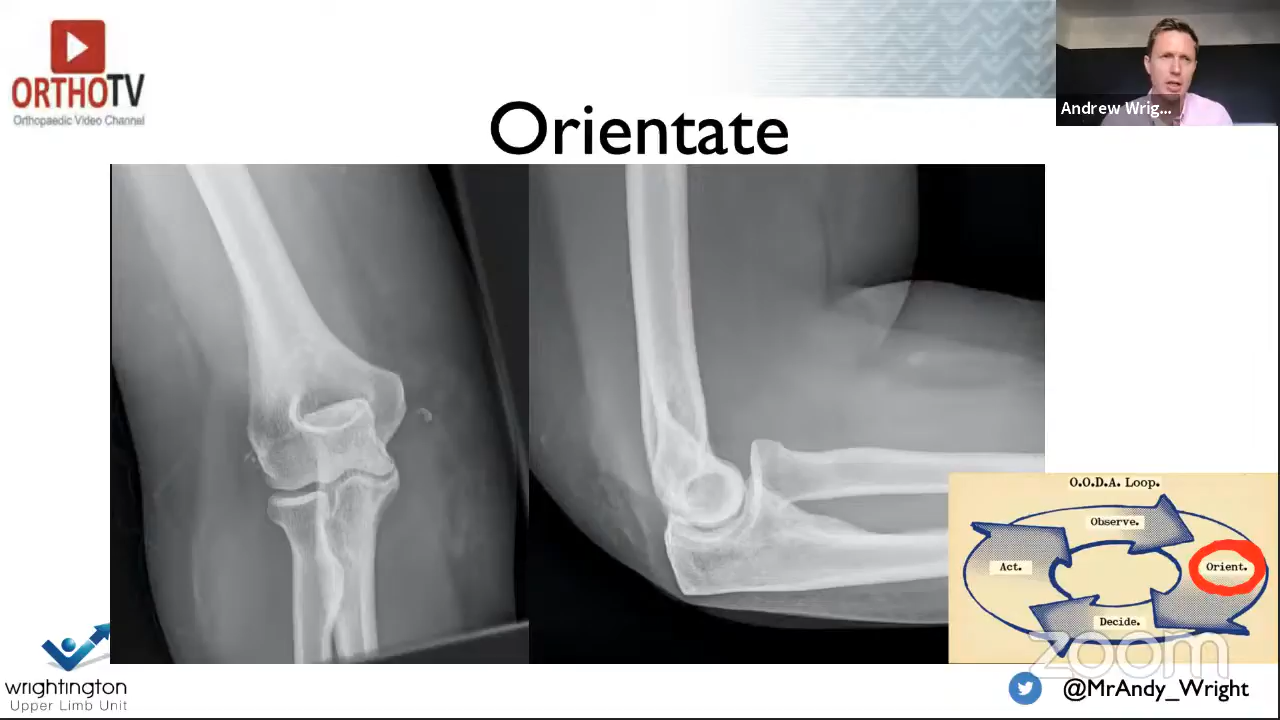 ORTHOTV
Orthopaedic Video Channel
Andrew Wrig...
Orientate
O.O.D.A. Loop.
Observe.
Act.
Orient.
Decide.
zoom
wrightington
Upper Limb Unit
@MrAndy_Wright